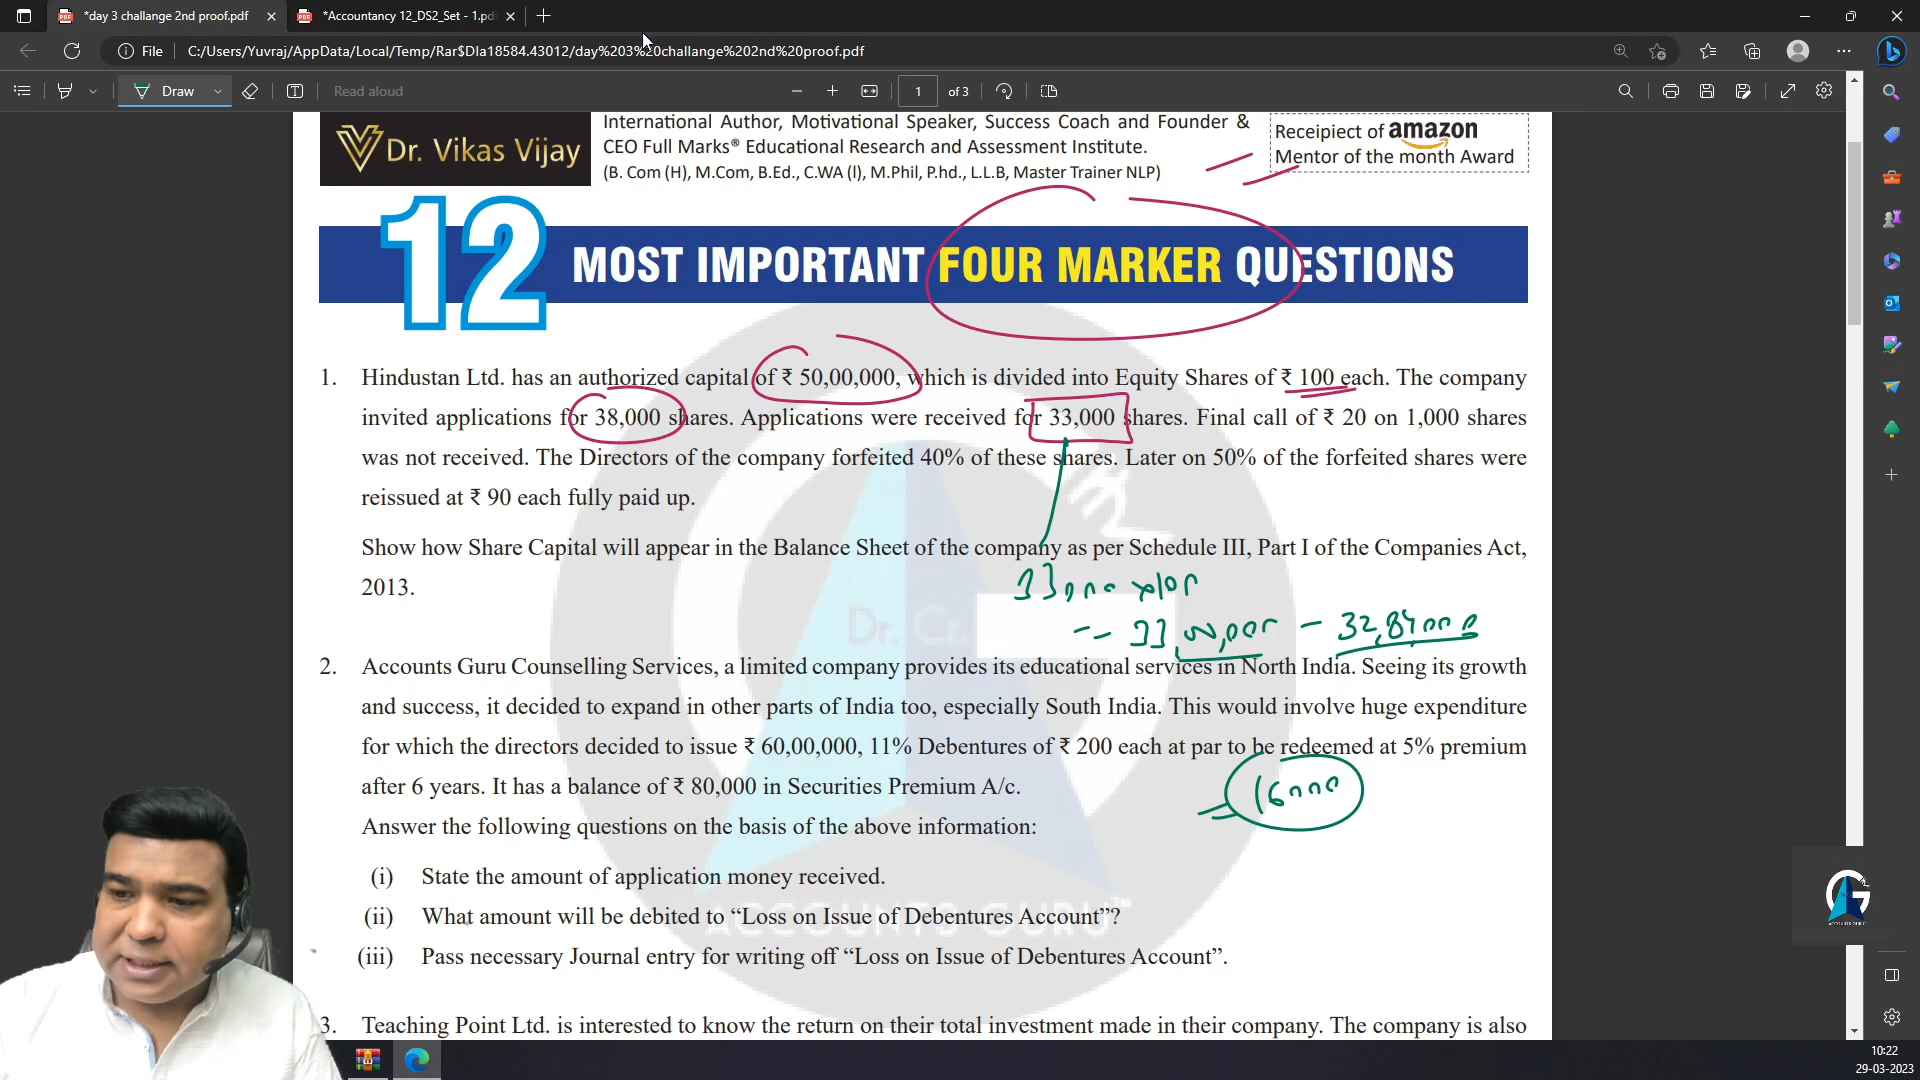 *day 3 challange 2nd proof.pdf
*Accountancy 12_DS2_Set - 1.pd
File
C:/Users/Yuvraj/AppData/Local/Temp/Rar$DIa18584.43012/day%203%20challange%202nd%20proof.pdf
Draw
Read aloud
1
of 3
Dr. Vikas Vijay
International Author, Motivational Speaker, Success Coach and Founder &
CEO Full Marks® Educational Research and Assessment Institute.
(B. Com (H), M.Com, B.Ed., C.WA (I), M.Phil, P.hd., L.L.B, Master Trainer NLP)
Receipiect of amazon
Mentor of the month Award
12 MOST IMPORTANT FOUR MARKER QUESTIONS
1. Hindustan Ltd. has an authorized capital of ₹ 50,00,000, which is divided into Equity Shares of ₹ 100 each. The company
invited applications for 38,000 shares. Applications were received for 33,000 shares. Final call of ₹ 20 on 1,000 shares
was not received. The Directors of the company forfeited 40% of these shares. Later on 50% of the forfeited shares were
reissued at ₹ 90 each fully paid up.
Show how Share Capital will appear in the Balance Sheet of the company as per Schedule III, Part I of the Companies Act,
2013.
Dr. Cr.
2. Accounts Guru Counselling Services, a limited company provides its educational services in North India. Seeing its growth
and success, it decided to expand in other parts of India too, especially South India. This would involve huge expenditure
for which the directors decided to issue ₹ 60,00,000, 11% Debentures of ₹ 200 each at par to be redeemed at 5% premium
after 6 years. It has a balance of ₹ 80,000 in Securities Premium A/c.
16000
Answer the following questions on the basis of the above information:
(i) State the amount of application money received.
(ii) What amount will be debited to “Loss on Issue of Debentures Account”?
ACCOUNTS GURU™
(iii) Pass necessary Journal entry for writing off “Loss on Issue of Debentures Account”.
3. Teaching Point Ltd. is interested to know the return on their total investment made in their company. The company is also
10:22
29-03-2023